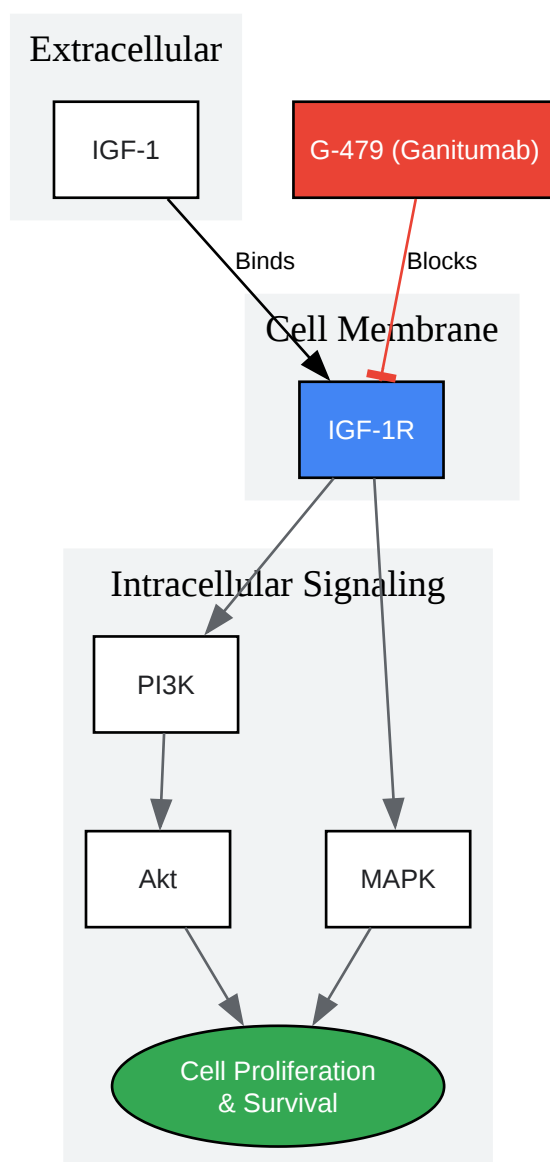 Extracellular
IGF-1
G-479 (Ganitumab)
Binds
Blocks
Cell Membrane
IGF-1R
Intracellular Signaling
PI3K
Akt
MAPK
Cell Proliferation
& Survival